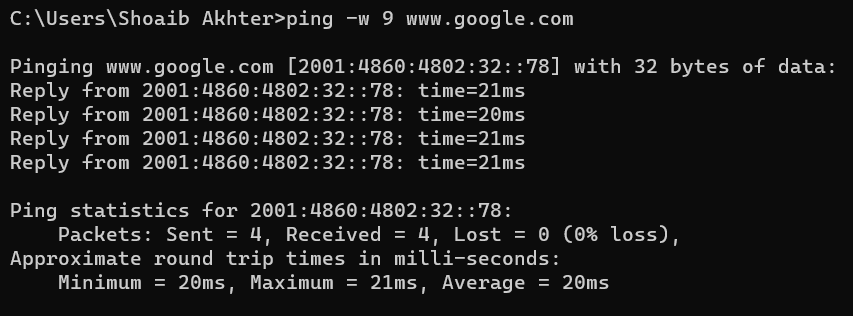 C:\Users\Shoaib Akhter>ping -w 9 www.google.com
Pinging www.google.com [2001:4860:4802:32::78] with 32 bytes of data:
Reply from 2001:4860:4802:32::78: time=21ms
Reply from 2001:4860:4802:32::78: time=20ms
Reply from 2001:4860:4802:32::78: time=21ms
Reply from 2001:4860:4802:32::78: time=21ms
Ping statistics for 2001:4860:4802:32::78:
    Packets: Sent = 4, Received = 4, Lost = 0 (0% loss),
Approximate round trip times in milli-seconds:
    Minimum = 20ms, Maximum = 21ms, Average = 20ms